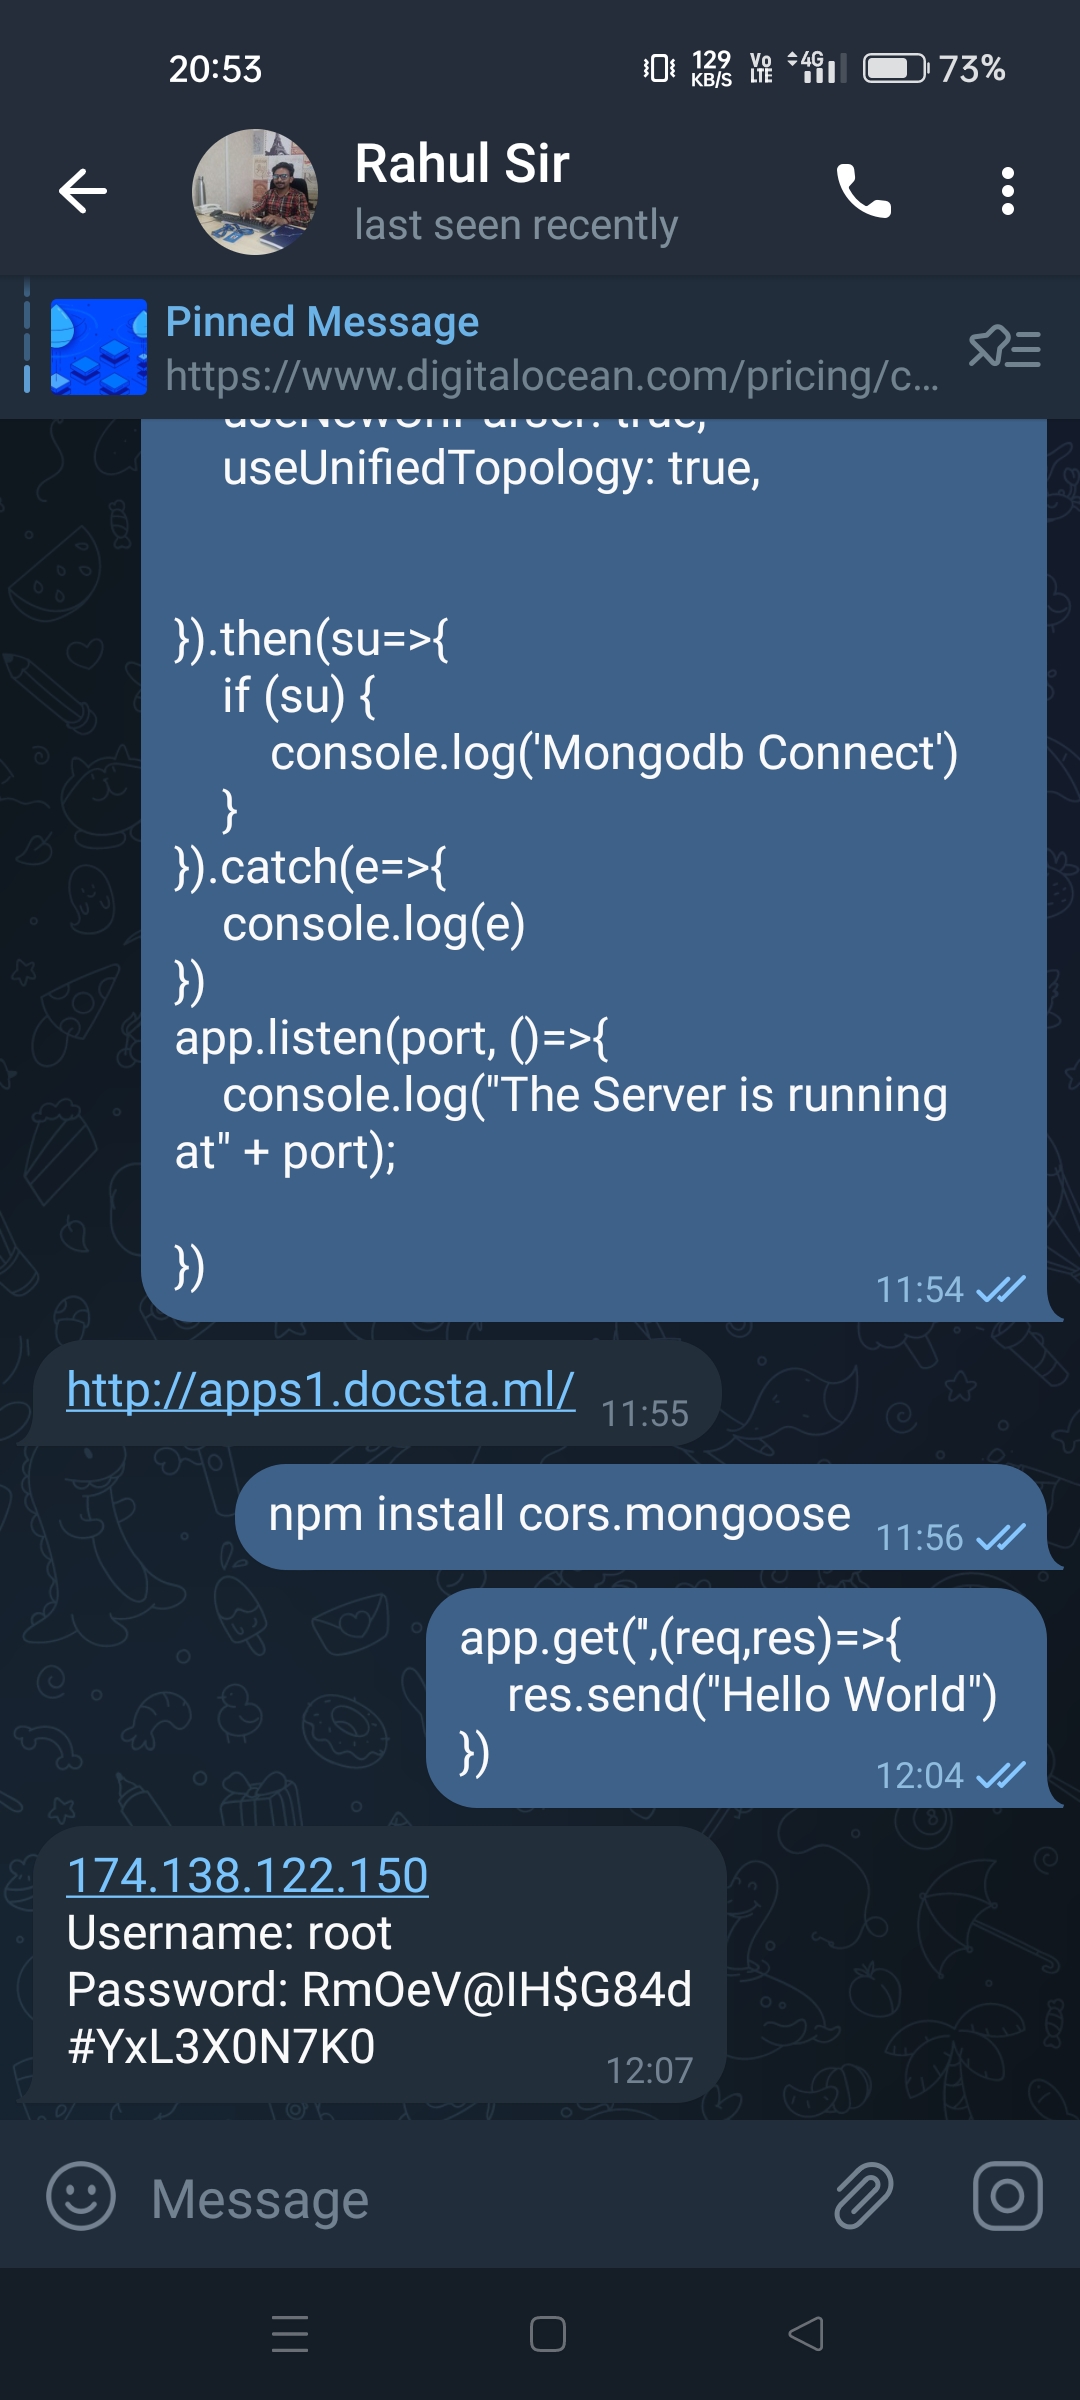 20:53
129 KB/S
Vo LTE
4G
73%
Rahul Sir
last seen recently
Pinned Message
https://www.digitalocean.com/pricing/c...
useUnifiedTopology: true,
}).then(su=>{
if (su) {
console.log('Mongodb Connect')
}
}).catch(e=>{
console.log(e)
})
app.listen(port, ()=>{
console.log("The Server is running
at" + port);
})
11:54
http://apps1.docsta.ml/
11:55
npm install cors.mongoose
11:56
app.get('',(req,res)=>{
res.send("Hello World")
})
12:04
174.138.122.150
Username: root
Password: RmOeV@IH$G84d
#YxL3X0N7K0
12:07
Message